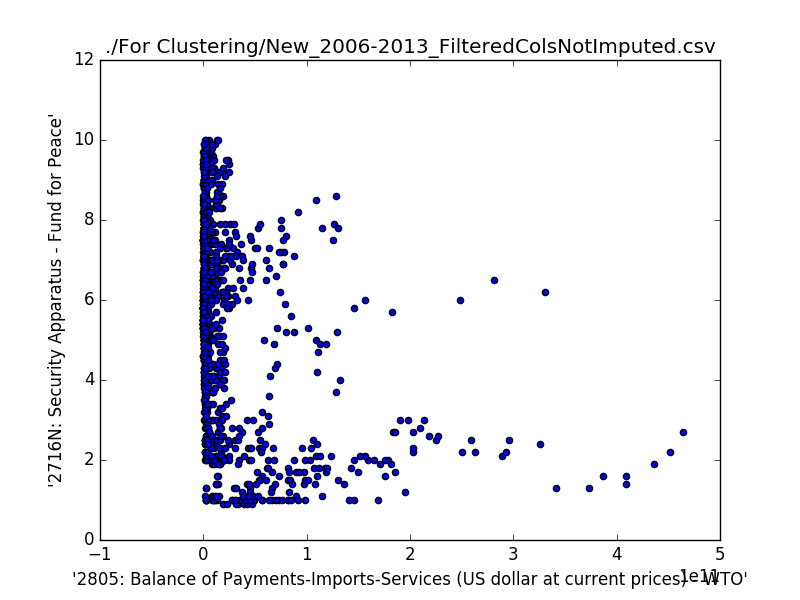 ./For Clustering/New_2006-2013_FilteredColsNotImputed.csv
'2716N: Security Apparatus - Fund for Peace'
12
10
8
6
4
2
0
−1 0 1 2 3 4 5
1e11
'2805: Balance of Payments-Imports-Services (US dollar at current prices) - WTO'